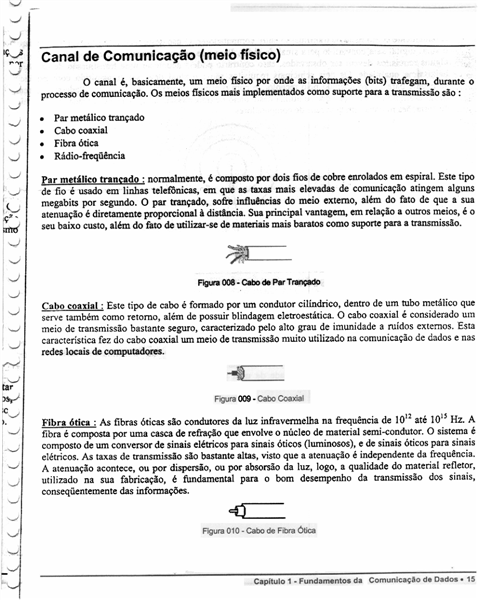 Canal de Comunicação (meio físico)
O canal é, basicamente, um meio físico por onde as informações (bits) trafegam, durante o
processo de comunicação. Os meios físicos mais implementados como suporte para a transmissão são :
• Par metálico trançado
• Cabo coaxial
• Fibra ótica
• Rádio-freqüência
Par metálico trançado : normalmente, é composto por dois fios de cobre enrolados em espiral. Este tipo
de fio é usado em linhas telefônicas, em que as taxas mais elevadas de comunicação atingem alguns
megabits por segundo. O par trançado, sofre influências do meio externo, além do fato de que a sua
atenuação é diretamente proporcional à distância. Sua principal vantagem, em relação a outros meios, é o
seu baixo custo, além do fato de utilizar-se de materiais mais baratos como suporte para a transmissão.
Figura 008 - Cabo de Par Trançado
Cabo coaxial : Este tipo de cabo é formado por um condutor cilíndrico, dentro de um tubo metálico que
serve também como retorno, além de possuir blindagem eletroestática. O cabo coaxial é considerado um
meio de transmissão bastante seguro, caracterizado pelo alto grau de imunidade a ruídos externos. Esta
característica fez do cabo coaxial um meio de transmissão muito utilizado na comunicação de dados e nas
redes locais de computadores.
Figura 009 - Cabo Coaxial
tar
Fibra ótica : As fibras óticas são condutores da luz infravermelha na frequência de 10¹² até 10¹⁵ Hz. A
fibra é composta por uma casca de refração que envolve o núcleo de material semi-condutor. O sistema é
composto de um conversor de sinais elétricos para sinais óticos (luminosos), e de sinais óticos para sinais
elétricos. As taxas de transmissão são bastante altas, visto que a atenuação é independente da frequência.
A atenuação acontece, ou por dispersão, ou por absorsão da luz, logo, a qualidade do material refletor,
utilizado na sua fabricação, é fundamental para o bom desempenho da transmissão dos sinais,
conseqüentemente das informações.
Figura 010 - Cabo de Fibra Ótica
Capítulo 1 - Fundamentos da Comunicação de Dados • 15